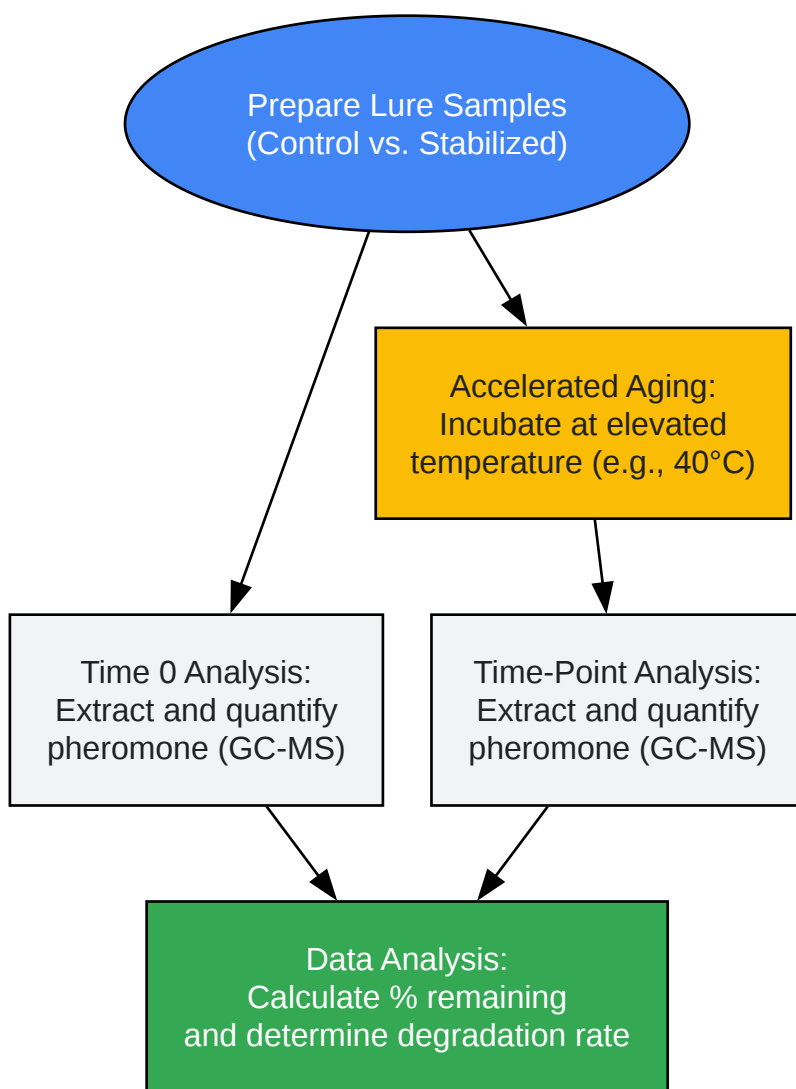 Prepare Lure Samples
(Control vs. Stabilized)
Accelerated Aging:
Incubate at elevated
temperature (e.g., 40°C)
Time 0 Analysis:
Extract and quantify
pheromone (GC-MS)
Time-Point Analysis:
Extract and quantify
pheromone (GC-MS)
Data Analysis:
Calculate % remaining
and determine degradation rate